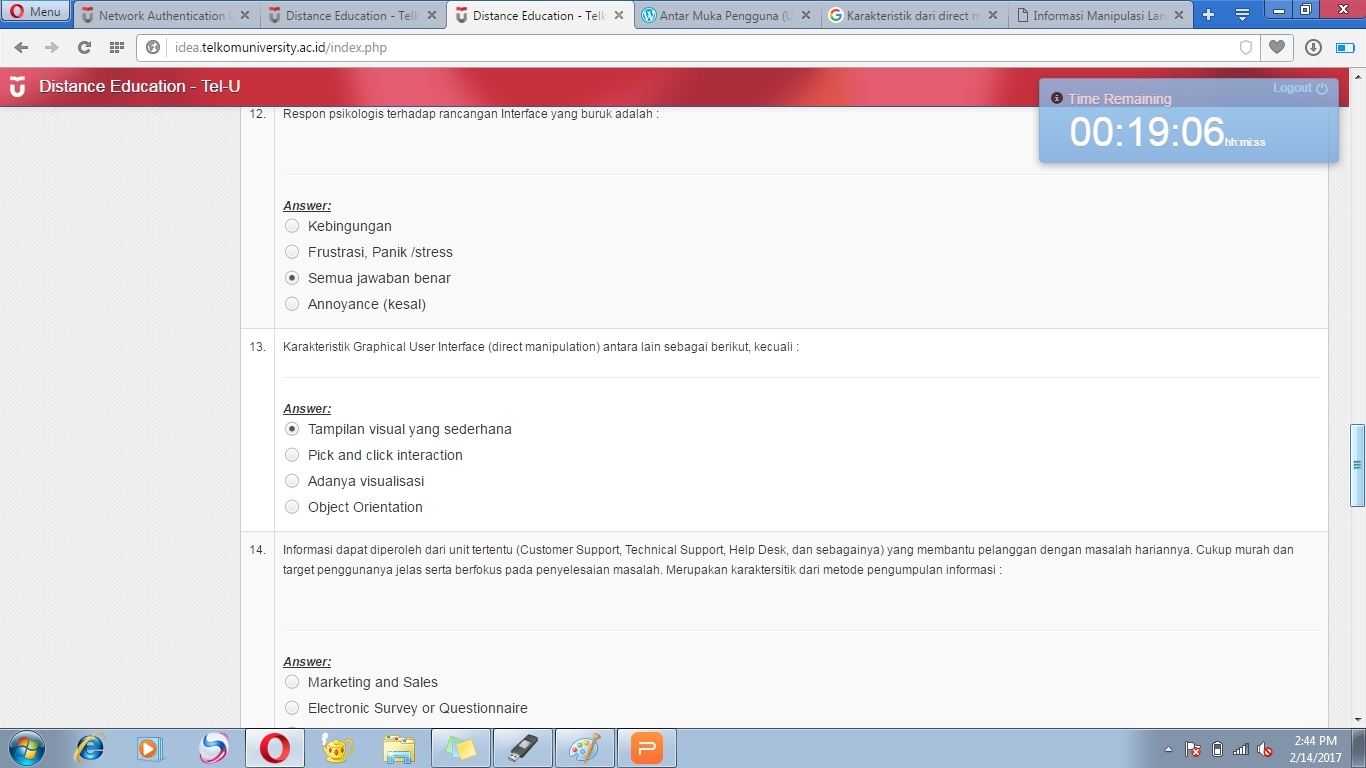 Menu
Network Authentication
Distance Education - Telk
Distance Education - Telk
Antar Muka Pengguna (U
Karakteristik dari direct m
Informasi Manipulasi Lan
idea.telkomuniversity.ac.id/index.php
Distance Education - Tel-U
Logout
Time Remaining
00:19:06 hh:mi:ss
12. Respon psikologis terhadap rancangan Interface yang buruk adalah :
Answer:
Kebingungan
Frustrasi, Panik /stress
Semua jawaban benar
Annoyance (kesal)
13. Karakteristik Graphical User Interface (direct manipulation) antara lain sebagai berikut, kecuali :
Answer:
Tampilan visual yang sederhana
Pick and click interaction
Adanya visualisasi
Object Orientation
14. Informasi dapat diperoleh dari unit tertentu (Customer Support, Technical Support, Help Desk, dan sebagainya) yang membantu pelanggan dengan masalah hariannya. Cukup murah dan
target penggunanya jelas serta berfokus pada penyelesaian masalah. Merupakan karaktersitik dari metode pengumpulan informasi :
Answer:
Marketing and Sales
Electronic Survey or Questionnaire
2:44 PM
2/14/2017